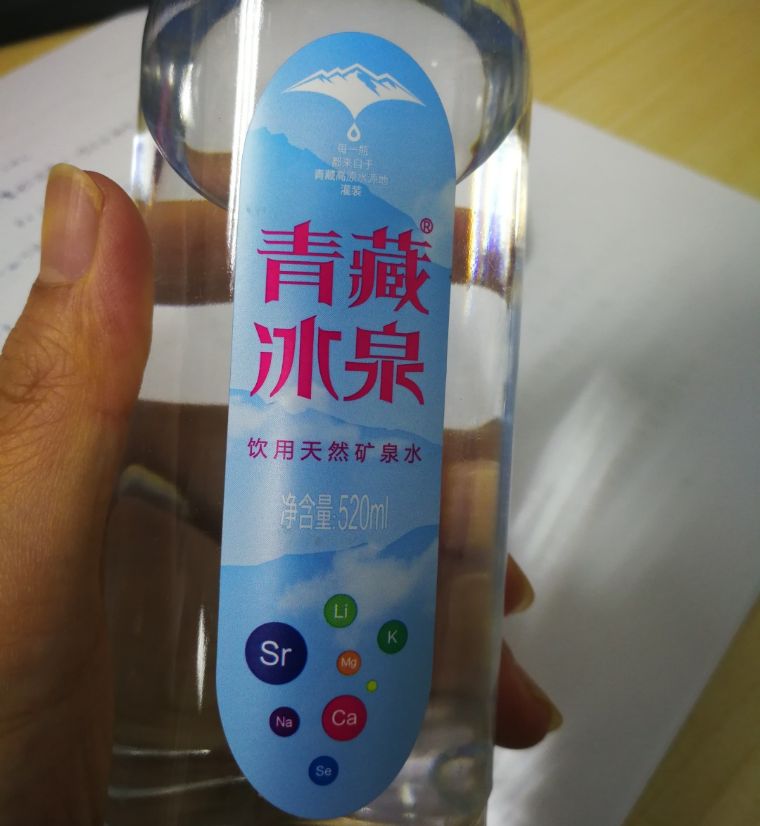 每一瓶
都来自于
青藏高原水源地
灌装
青藏®
冰泉
饮用天然矿泉水
净含量:520ml
Li
K
Sr
Mg
Na
Ca
Se